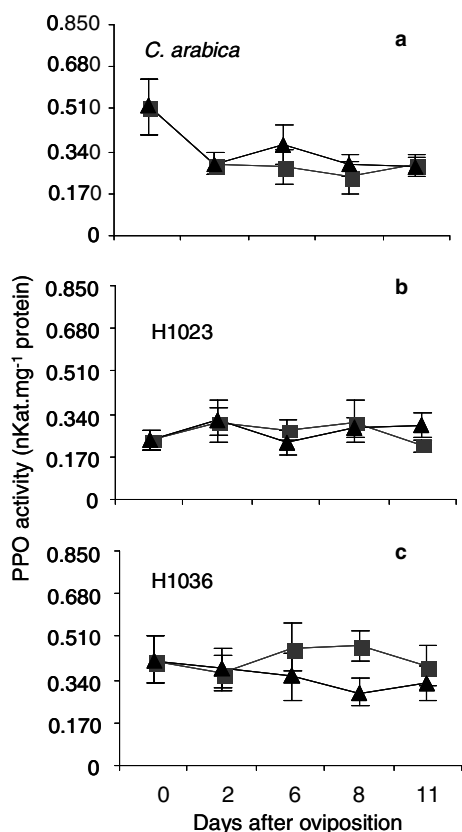 0.850
a
C. arabica
0.680
0.510
0.340
0.170
0
PPO activity (nKat.mg⁻¹ protein)
0.850
b
0.680
H1023
0.510
0.340
0.170
0
0.850
c
0.680
H1036
0.510
0.340
0.170
0
0 2 6 8 11
Days after oviposition